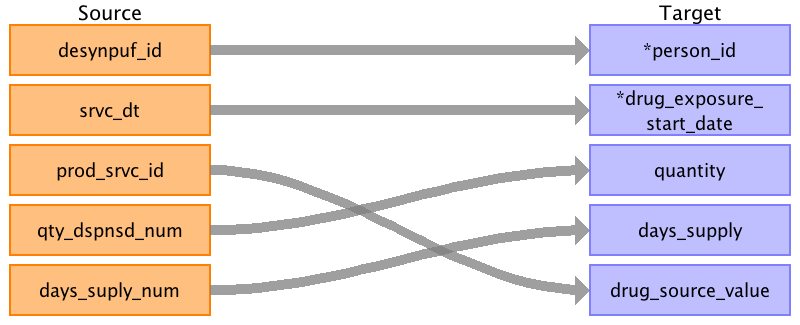 Source
Target
desynpuf_id
*person_id
srvc_dt
*drug_exposure_
start_date
prod_srvc_id
quantity
qty_dspnsd_num
days_supply
days_suply_num
drug_source_value